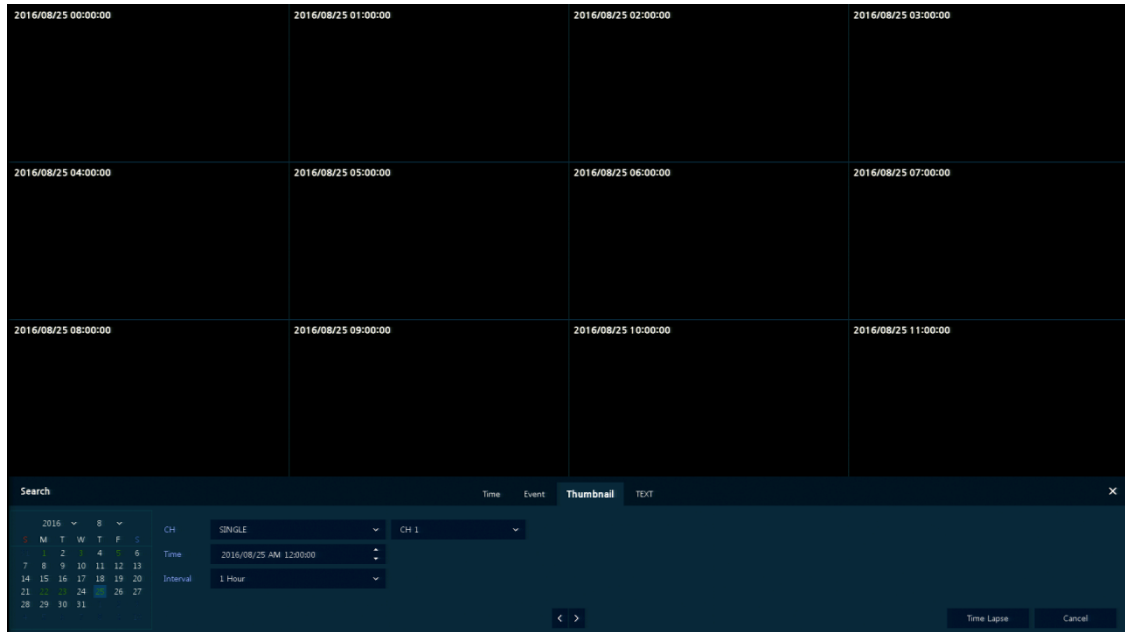 2016/08/25 00:00:00 2016/08/25 01:00:00 2016/08/25 02:00:00 2016/08/25 03:00:00
2016/08/25 04:00:00 2016/08/25 05:00:00 2016/08/25 06:00:00 2016/08/25 07:00:00
2016/08/25 08:00:00 2016/08/25 09:00:00 2016/08/25 10:00:00 2016/08/25 11:00:00
Search Time Event Thumbnail TEXT
2016 8
S M T W T F S
1 2 3 4 5 6
7 8 9 10 11 12 13
14 15 16 17 18 19 20
21 22 23 24 25 26 27
28 29 30 31
CH SINGLE CH 1
Time 2016/08/25 AM 12:00:00
Interval 1 Hour
Time Lapse Cancel